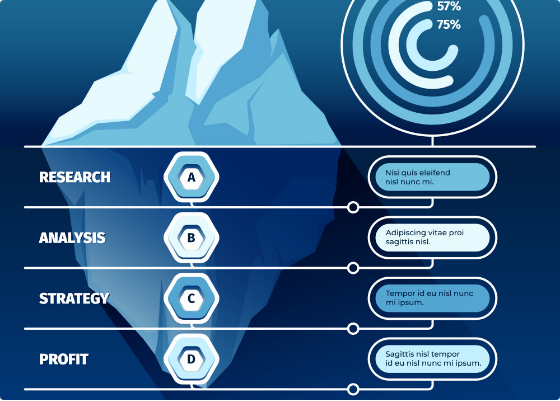 57%
75%
RESEARCH
A
Nisi quis eleifend
nisl nunc mi.
ANALYSIS
B
Adipiscing vitae proi
sagittis nisl.
STRATEGY
C
Tempor id eu nisl nunc
mi ipsum.
PROFIT
D
Sagittis nisl tempor
id eu nisl nunc mi ipsum.